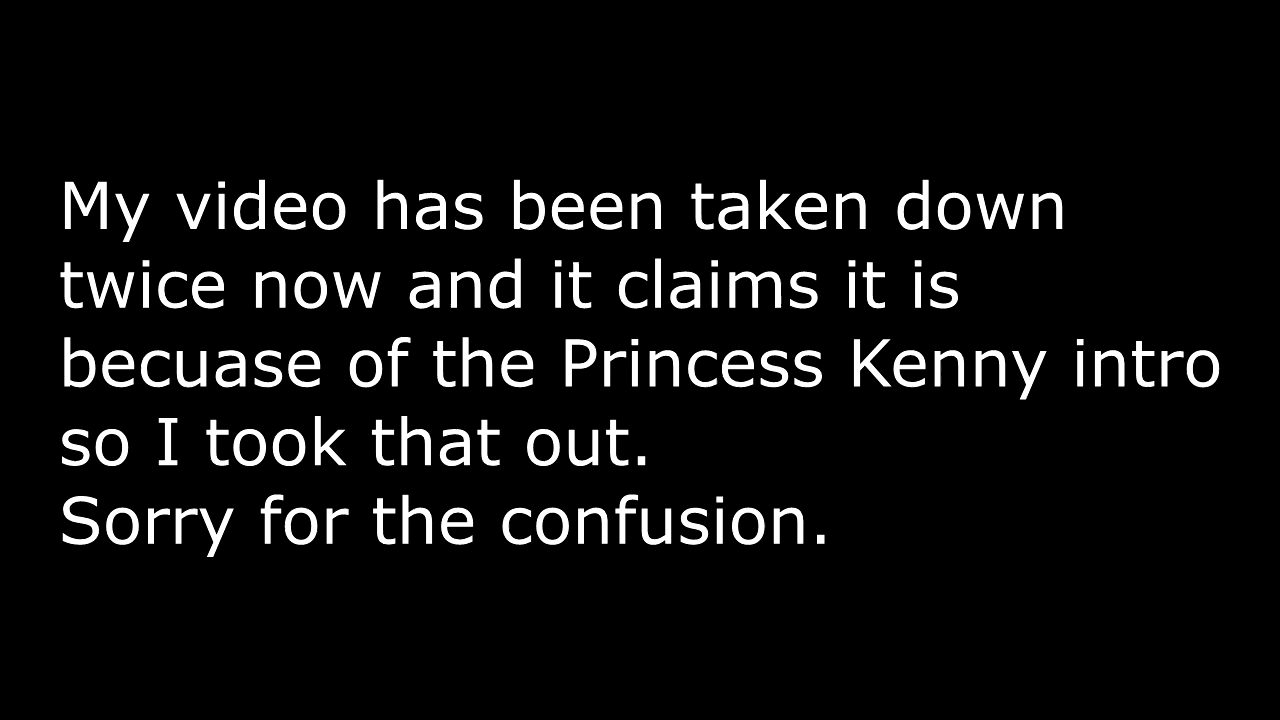 My video has been taken down
twice now and it claims it is
becuase of the Princess Kenny intro
so I took that out.
Sorry for the confusion.